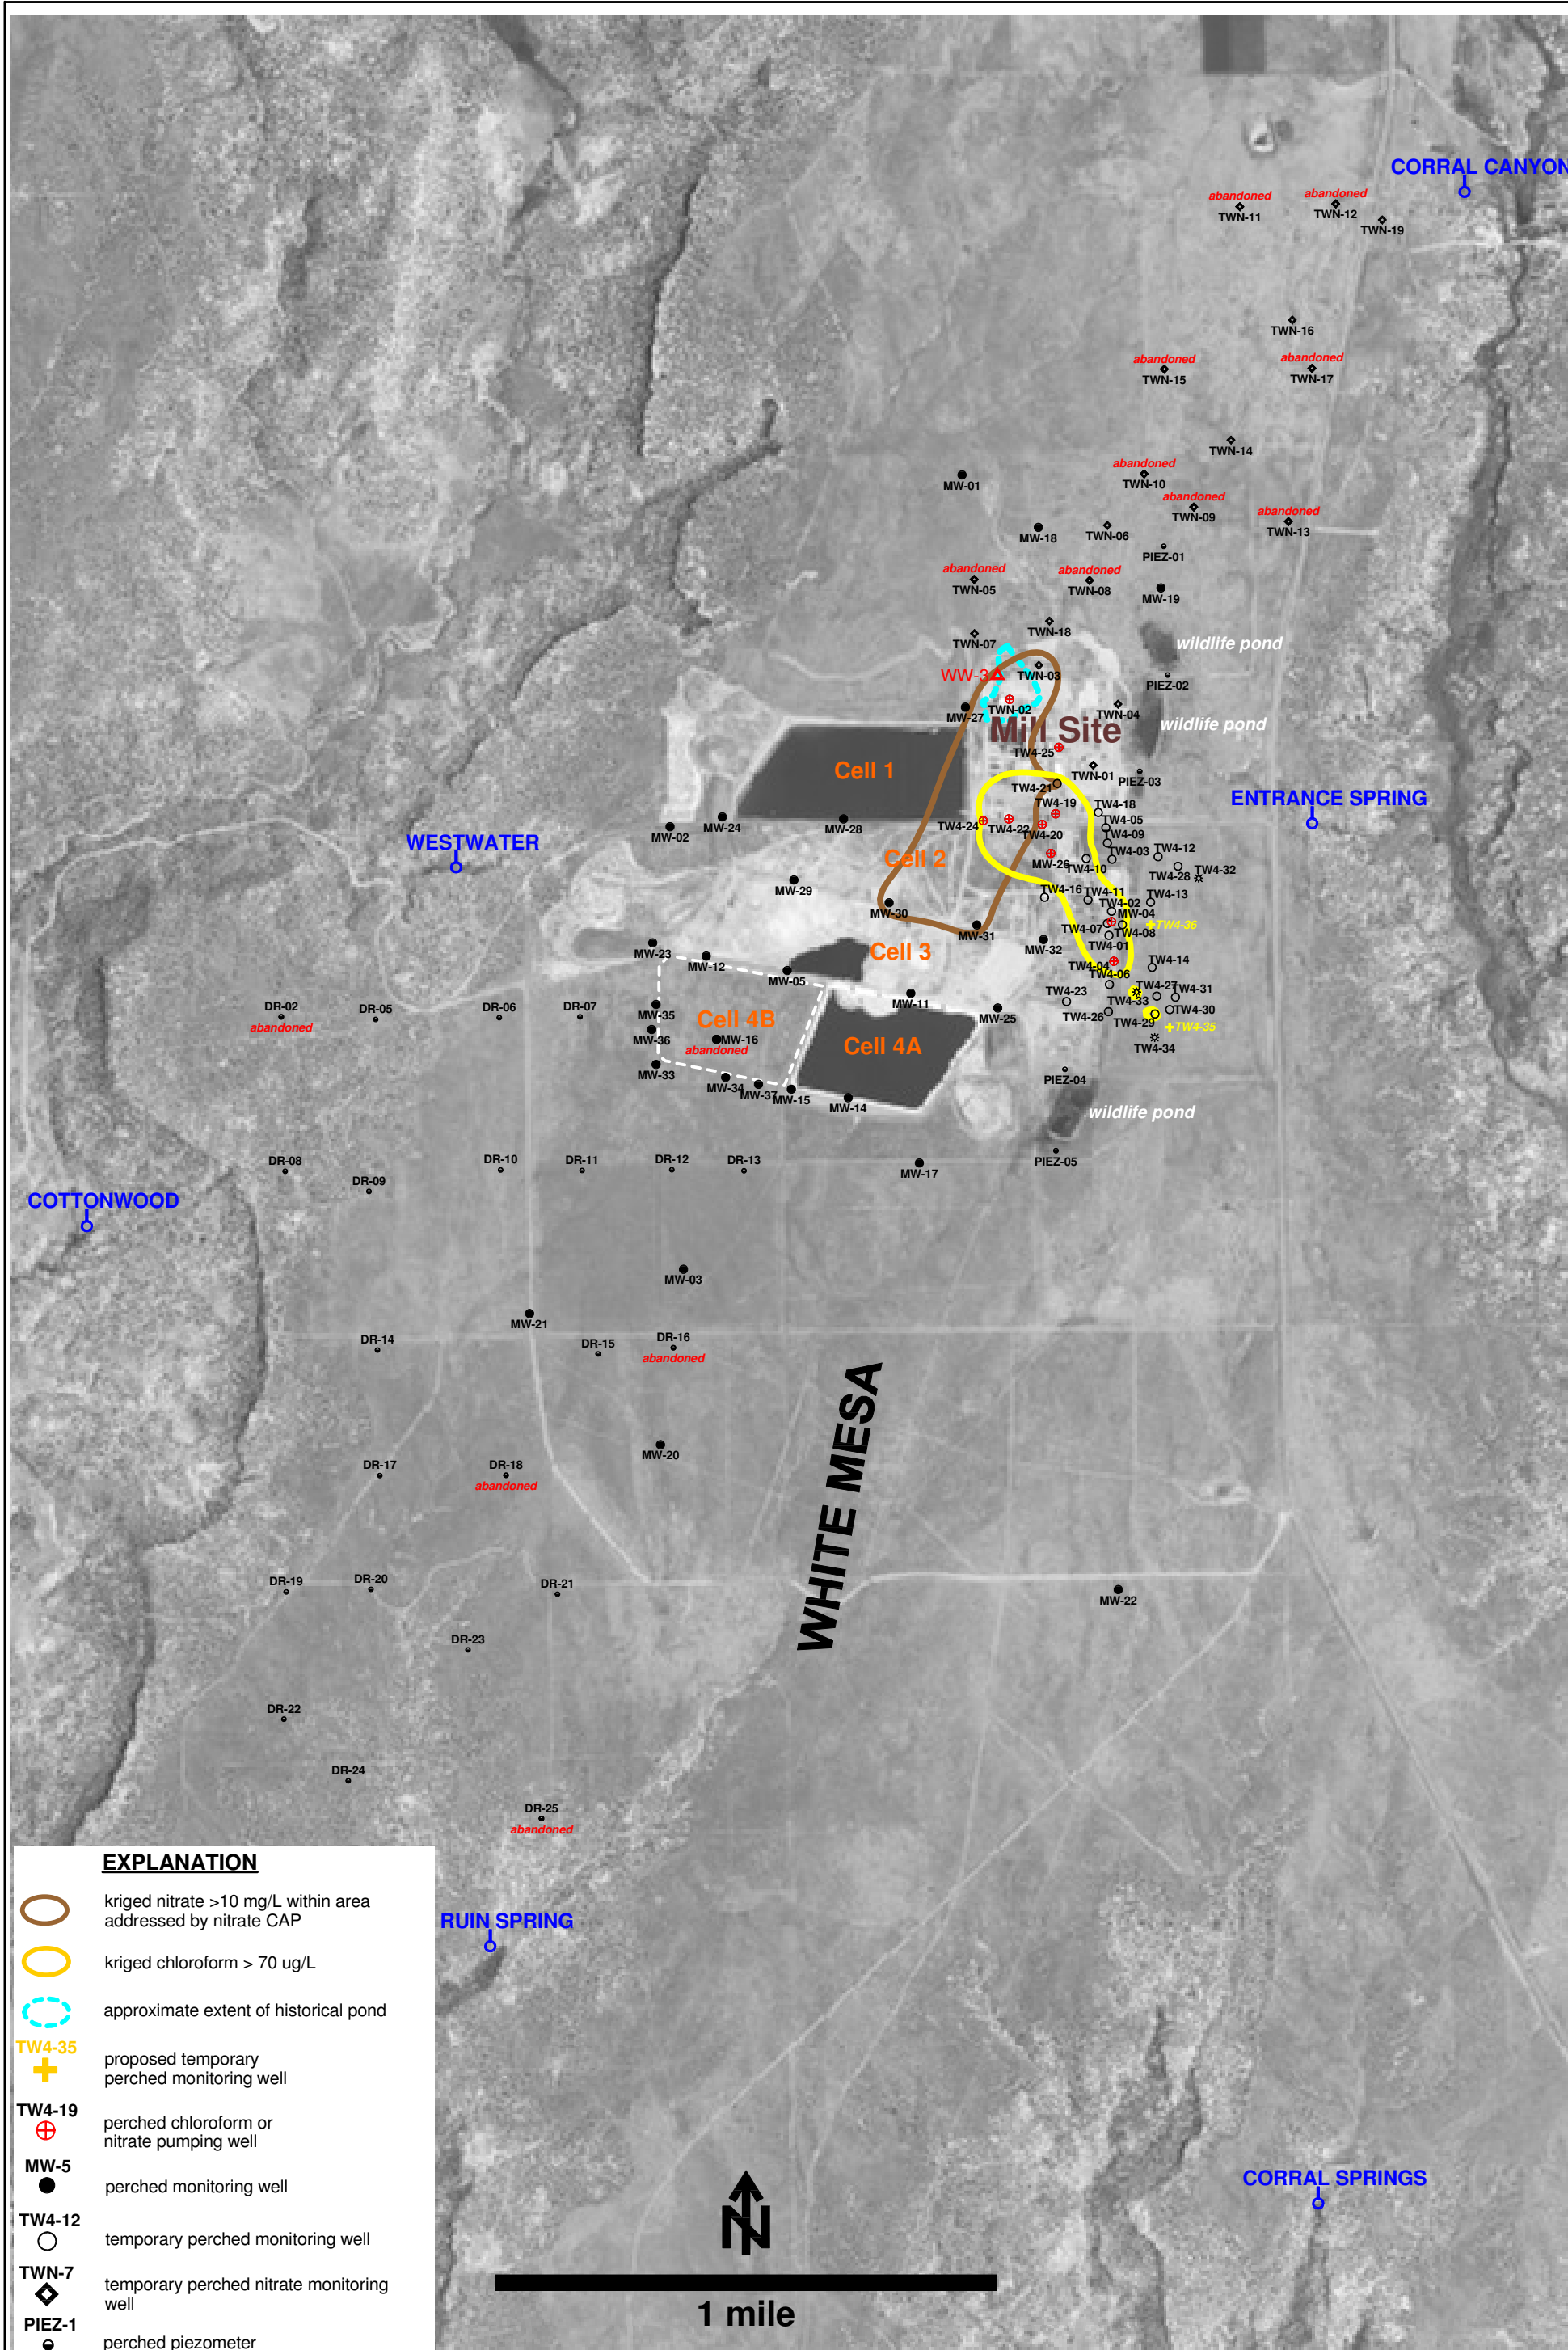 CORRAL CANYON
abandoned
TWN-11
abandoned
TWN-12
TWN-19
TWN-16
abandoned
TWN-15
abandoned
TWN-17
TWN-14
abandoned
TWN-10
MW-01
abandoned
TWN-09
abandoned
TWN-13
MW-18
TWN-06
PIEZ-01
abandoned
TWN-05
abandoned
TWN-08
MW-19
TWN-18
TWN-07
wildlife pond
WW-3
TWN-03
PIEZ-02
MW-27
TWN-02
TWN-04
wildlife pond
Mill Site
TW4-25
Cell 1
TWN-01
PIEZ-03
TW4-21
ENTRANCE SPRING
TW4-19
TW4-18
TW4-05
MW-02
MW-24
MW-28
TW4-24
TW4-22
TW4-20
TW4-09
WESTWATER
Cell 2
MW-26
TW4-10
TW4-03
TW4-12
TW4-28
TW4-32
MW-29
TW4-16
TW4-11
TW4-02
TW4-13
MW-30
MW-04
TW4-36
MW-31
TW4-07
TW4-08
MW-32
TW4-01
Cell 3
MW-23
MW-12
MW-05
TW4-04
TW4-14
TW4-06
MW-11
TW4-23
TW4-27
TW4-31
TW4-33
DR-02
abandoned
DR-05
DR-06
DR-07
MW-35
MW-25
TW4-26
TW4-30
TW4-29
TW4-35
Cell 4B
MW-36
MW-16
abandoned
Cell 4A
TW4-34
MW-33
MW-34
MW-37
MW-15
MW-14
PIEZ-04
wildlife pond
DR-08
DR-09
DR-10
DR-11
DR-12
DR-13
MW-17
PIEZ-05
COTTONWOOD
MW-03
MW-21
DR-14
DR-15
DR-16
abandoned
WHITE MESA
MW-20
DR-17
DR-18
abandoned
DR-19
DR-20
DR-21
MW-22
DR-23
DR-22
DR-24
DR-25
abandoned
RUIN SPRING
CORRAL SPRINGS
EXPLANATION
kriged nitrate >10 mg/L within area
addressed by nitrate CAP
kriged chloroform > 70 ug/L
approximate extent of historical pond
TW4-35
proposed temporary
perched monitoring well
TW4-19
perched chloroform or
nitrate pumping well
MW-5
perched monitoring well
TW4-12
temporary perched monitoring well
TWN-7
temporary perched nitrate monitoring
well
PIEZ-1
perched piezometer
N
1 mile